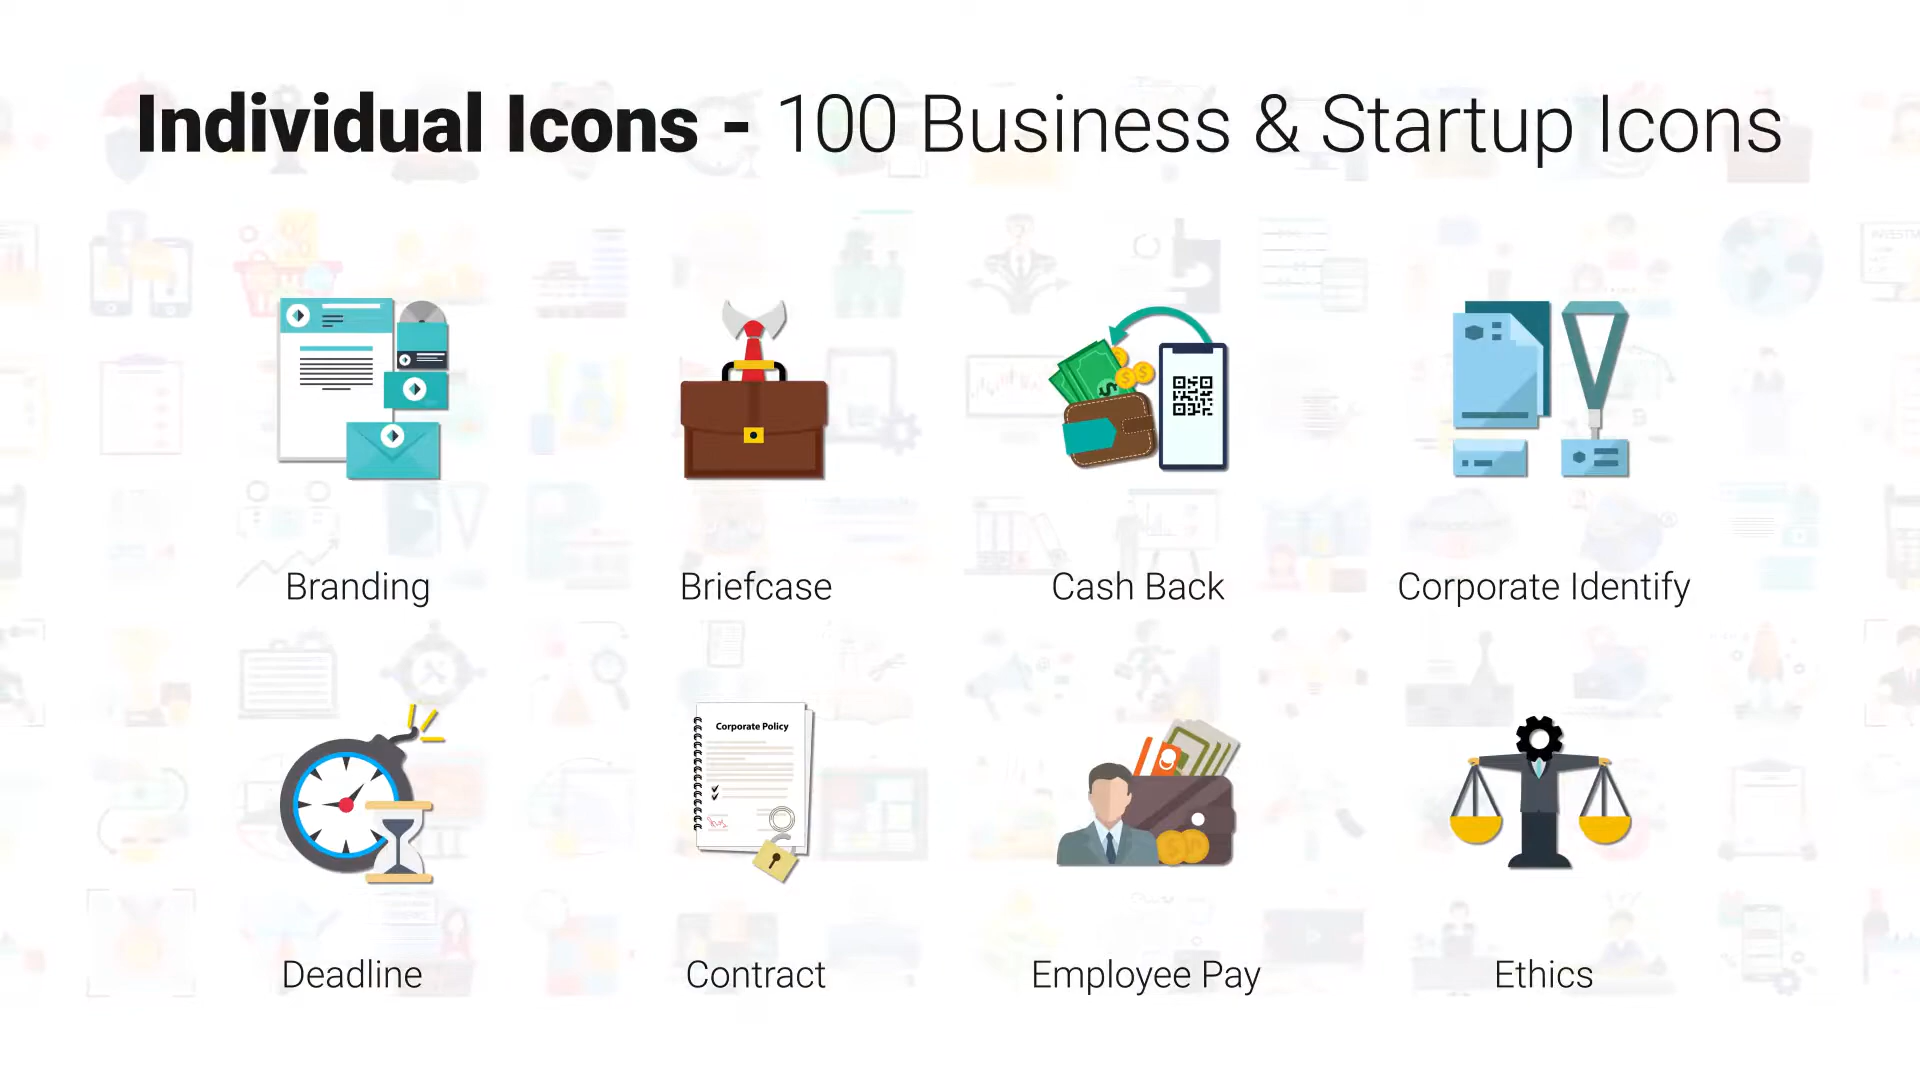 Individual Icons - 100 Business & Startup Icons
Branding
Briefcase
Cash Back
Corporate Identify
Corporate Policy
Deadline
Contract
Employee Pay
Ethics